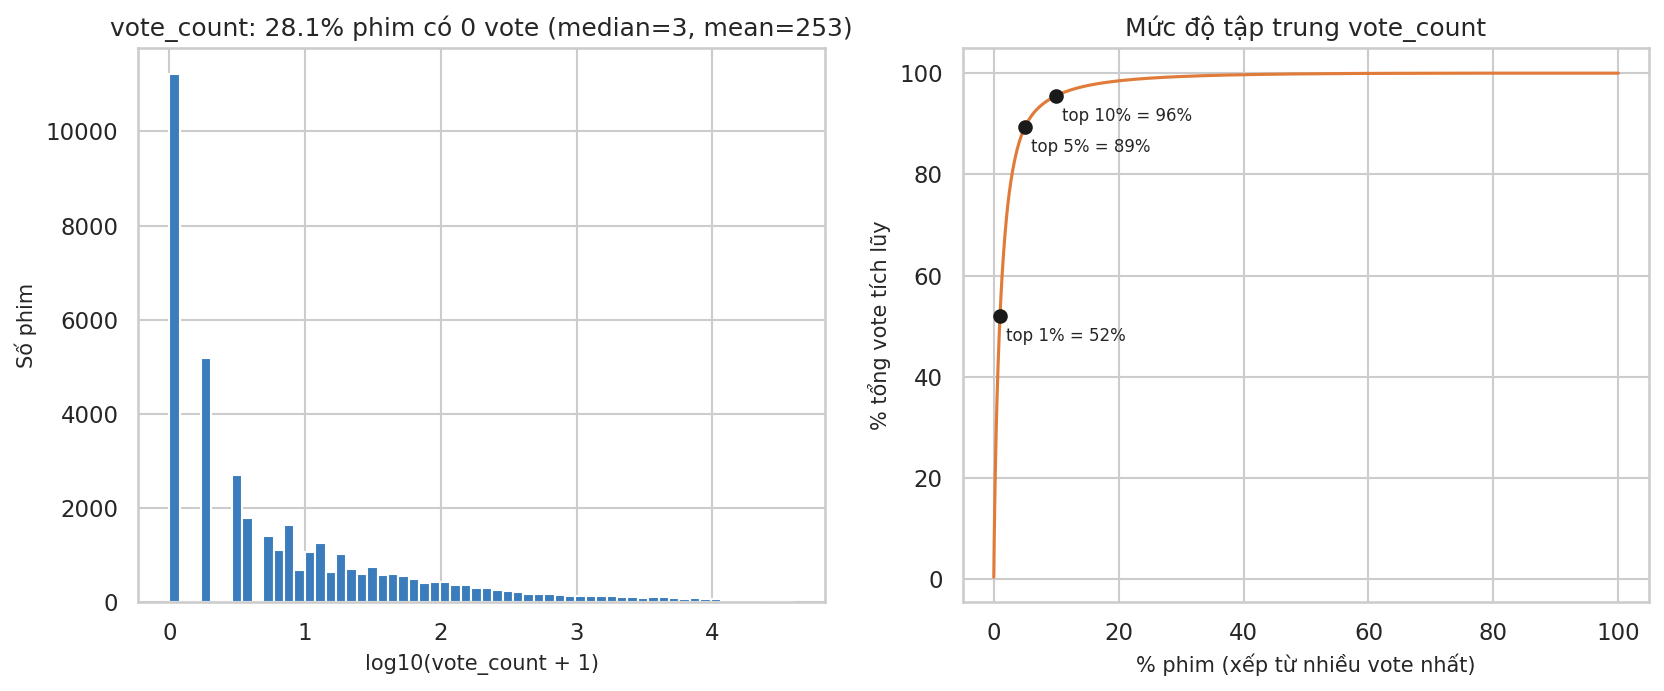 vote_count: 28.1% phim có 0 vote (median=3, mean=253)
10000
8000
6000
4000
2000
0
Số phim
0 1 2 3 4
log10(vote_count + 1)
Mức độ tập trung vote_count
100
80
60
40
20
0
% tổng vote tích lũy
top 10% = 96%
top 5% = 89%
top 1% = 52%
0 20 40 60 80 100
% phim (xếp từ nhiều vote nhất)